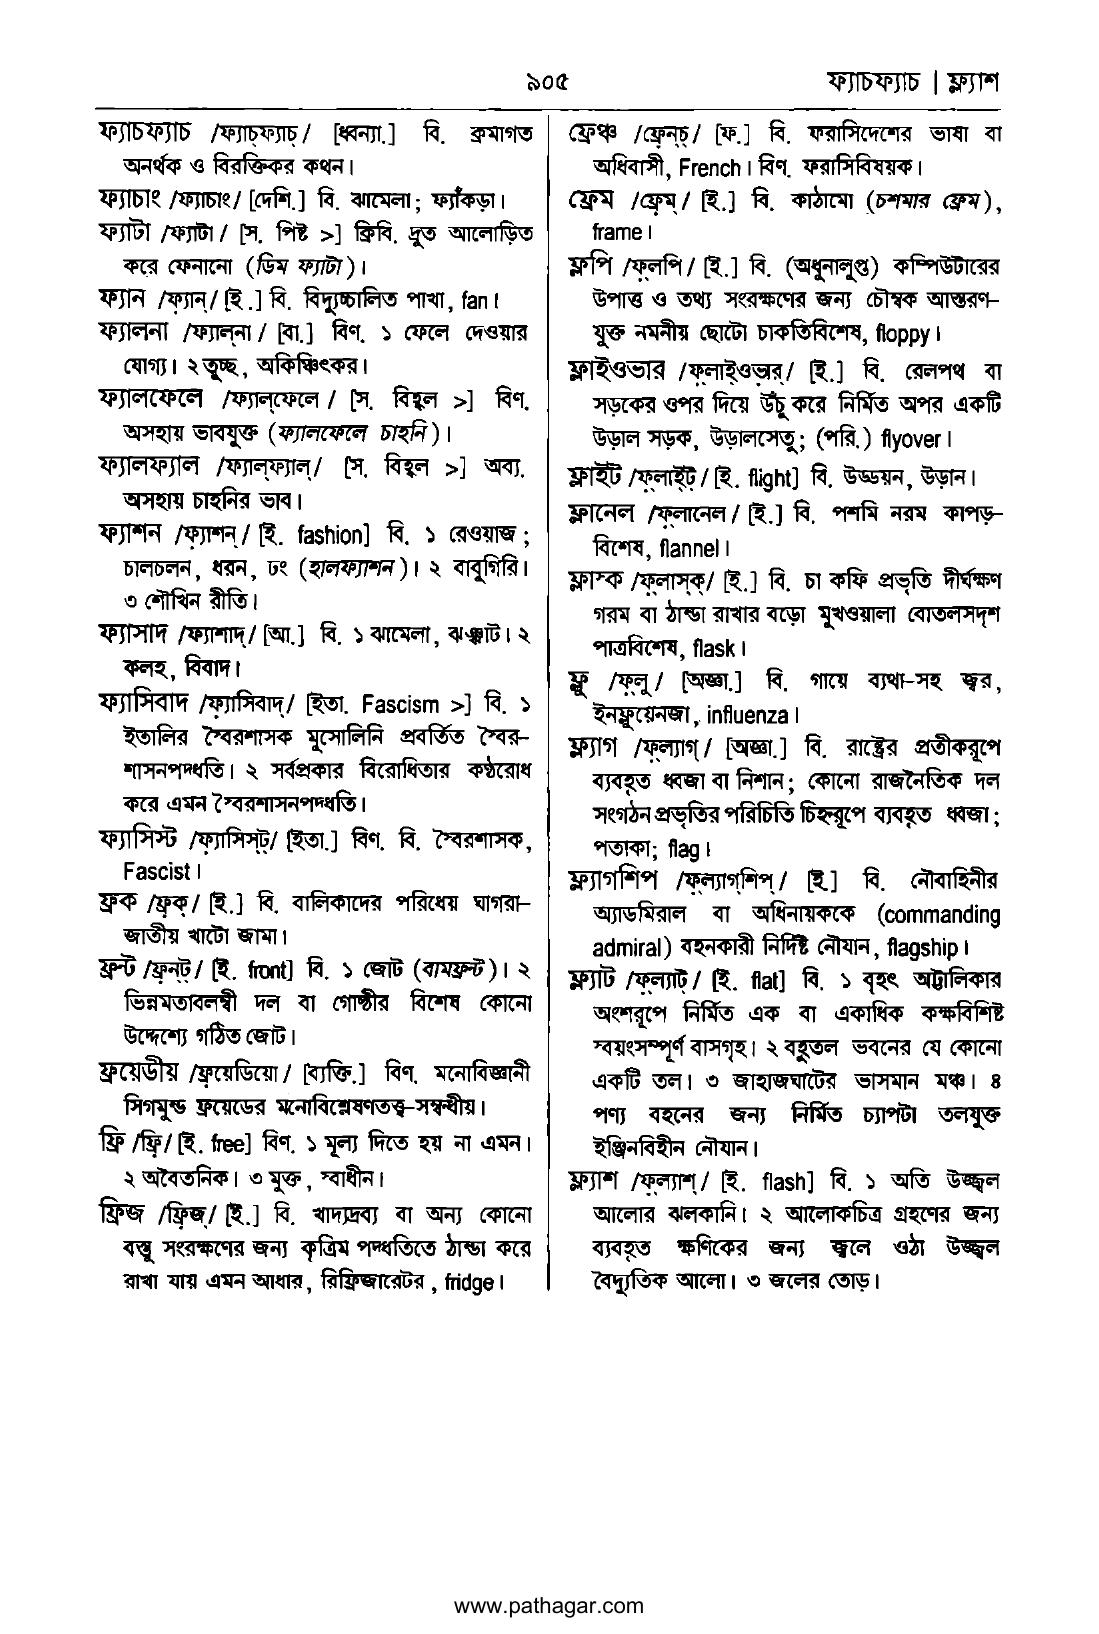 ৯০৫
ফ্যাচফ্যাচ | ফ্ল্যাশ
ফ্যাচফ্যাচ /ফ্যাচ্‌ফ্যাচ্‌/ [ধ্বন্যা.] বি. ক্রমাগত
অনর্থক ও বিরক্তিকর কথন।
ফ্যাচাং /ফ্যাচাং/ [দেশি.] বি. ঝামেলা; ফ্যাঁকড়া।
ফ্যাটা /ফ্যাটা/ [স. পিষ্ট >] ক্রিবি. দ্রুত আলোড়িত
করে ফেনানো (ডিম ফ্যাটা)।
ফ্যান /ফ়্যান্/ [ই.] বি. বিদ্যুচ্চালিত পাখা, fan।
ফ্যালনা /ফ্যাল্‌না/ [বা.] বিণ. ১ ফেলে দেওয়ার
যোগ্য। ২ তুচ্ছ, অকিঞ্চিৎকর।
ফ্যালফেলে /ফ্যাল্‌ফেলে/ [স. বিহ্বল >] বিণ.
অসহায় ভাবযুক্ত (ফ্যালফেলে চাহনি)।
ফ্যালফ্যাল /ফ্যাল্‌ফ্যাল্/ [স. বিহ্বল >] অব্য.
অসহায় চাহনির ভাব।
ফ্যাশন /ফ়্যাশন্/ [ই. fashion] বি. ১ রেওয়াজ;
চালচলন, ধরন, ঢং (হালফ্যাশন)। ২ বাবুগিরি।
৩ শৌখিন রীতি।
ফ্যাসাদ /ফ্যাশাদ্/ [আ.] বি. ১ ঝামেলা, ঝঞ্ঝাট। ২
কলহ, বিবাদ।
ফ্যাসিবাদ /ফ়্যাসিবাদ্/ [ইতা. Fascism >] বি. ১
ইতালির স্বৈরশাসক মুসোলিনি প্রবর্তিত স্বৈর–
শাসনপদ্ধতি। ২ সর্বপ্রকার বিরোধিতার কণ্ঠরোধ
করে এমন স্বৈরশাসনপদ্ধতি।
ফ্যাসিস্ট /ফ়্যাসিস্‌ট্/ [ইতা.] বিণ. বি. স্বৈরশাসক,
Fascist।
ফ্রক /ফ়্রক্/ [ই.] বি. বালিকাদের পরিধেয় ঘাগরা–
জাতীয় খাটো জামা।
ফ্রন্ট /ফ়্রন্‌ট্/ [ই. front] বি. ১ জোট (বামফ্রন্ট)। ২
ভিন্নমতাবলম্বী দল বা গোষ্ঠীর বিশেষ কোনো
উদ্দেশ্যে গঠিত জোট।
ফ্রয়েডীয় /ফ়্রয়েডিয়ো/ [ব্যক্তি.] বিণ. মনোবিজ্ঞানী
সিগমুন্ড ফ্রয়েডের মনোবিশ্লেষণতত্ত্ব–সম্বন্ধীয়।
ফ্রি /ফ়্রি/ [ই. free] বিণ. ১ মূল্য দিতে হয় না এমন।
২ অবৈতনিক। ৩ মুক্ত, স্বাধীন।
ফ্রিজ /ফ়্রিজ়্/ [ই.] বি. খাদ্যদ্রব্য বা অন্য কোনো
বস্তু সংরক্ষণের জন্য কৃত্রিম পদ্ধতিতে ঠান্ডা করে
রাখা যায় এমন আধার, রিফ্রিজারেটর, fridge।
ফ্রেঞ্চ /ফ়্রেন্‌চ্/ [ফ.] বি. ফরাসিদেশের ভাষা বা
অধিবাসী, French। বিণ. ফরাসিবিষয়ক।
ফ্রেম /ফ়্রেম্/ [ই.] বি. কাঠামো (চশমার ফ্রেম),
frame।
ফ্লপি /ফ়্‌লপি/ [ই.] বি. (অধুনালুপ্ত) কম্পিউটারের
উপাত্ত ও তথ্য সংরক্ষণের জন্য চৌম্বক আস্তরণ–
যুক্ত নমনীয় ছোটো চাকতিবিশেষ, floppy।
ফ্লাইওভার /ফ়্‌লাই্‌ওভ়ার্/ [ই.] বি. রেলপথ বা
সড়কের ওপর দিয়ে উঁচু করে নির্মিত অপর একটি
উড়াল সড়ক, উড়ালসেতু; (পরি.) flyover।
ফ্লাইট /ফ়্‌লাই্‌ট্/ [ই. flight] বি. উড্ডয়ন, উড়ান।
ফ্লানেল /ফ়্‌লানেল/ [ই.] বি. পশমি নরম কাপড়–
বিশেষ, flannel।
ফ্লাস্ক /ফ়্‌লাস্‌ক্/ [ই.] বি. চা কফি প্রভৃতি দীর্ঘক্ষণ
গরম বা ঠান্ডা রাখার বড়ো মুখওয়ালা বোতলসদৃশ
পাত্রবিশেষ, flask।
ফ্লু /ফ়্‌লু/ [অজ্ঞা.] বি. গায়ে ব্যথা-সহ জ্বর,
ইনফ্লুয়েনজা, influenza।
ফ্ল্যাগ /ফ়্‌ল্যাগ্/ [অজ্ঞা.] বি. রাষ্ট্রের প্রতীকরূপে
ব্যবহৃত ধ্বজা বা নিশান; কোনো রাজনৈতিক দল
সংগঠন প্রভৃতির পরিচিতি চিহ্নরূপে ব্যবহৃত ধ্বজা;
পতাকা; flag।
ফ্ল্যাগশিপ /ফ়্‌ল্যাগ্‌শিপ্/ [ই.] বি. নৌবাহিনীর
অ্যাডমিরাল বা অধিনায়ককে (commanding
admiral) বহনকারী নির্দিষ্ট নৌযান, flagship।
ফ্ল্যাট /ফ়্‌ল্যাট্/ [ই. flat] বি. ১ বৃহৎ অট্টালিকার
অংশরূপে নির্মিত এক বা একাধিক কক্ষবিশিষ্ট
স্বয়ংসম্পূর্ণ বাসগৃহ। ২ বহুতল ভবনের যে কোনো
একটি তল। ৩ জাহাজঘাটের ভাসমান মঞ্চ। ৪
পণ্য বহনের জন্য নির্মিত চ্যাপটা তলযুক্ত
ইঞ্জিনবিহীন নৌযান।
ফ্ল্যাশ /ফ়্‌ল্যাশ্/ [ই. flash] বি. ১ অতি উজ্জ্বল
আলোর ঝলকানি। ২ আলোকচিত্র গ্রহণের জন্য
ব্যবহৃত ক্ষণিকের জন্য জ্বলে ওঠা উজ্জ্বল
বৈদ্যুতিক আলো। ৩ জলের তোড়।
www.pathagar.com